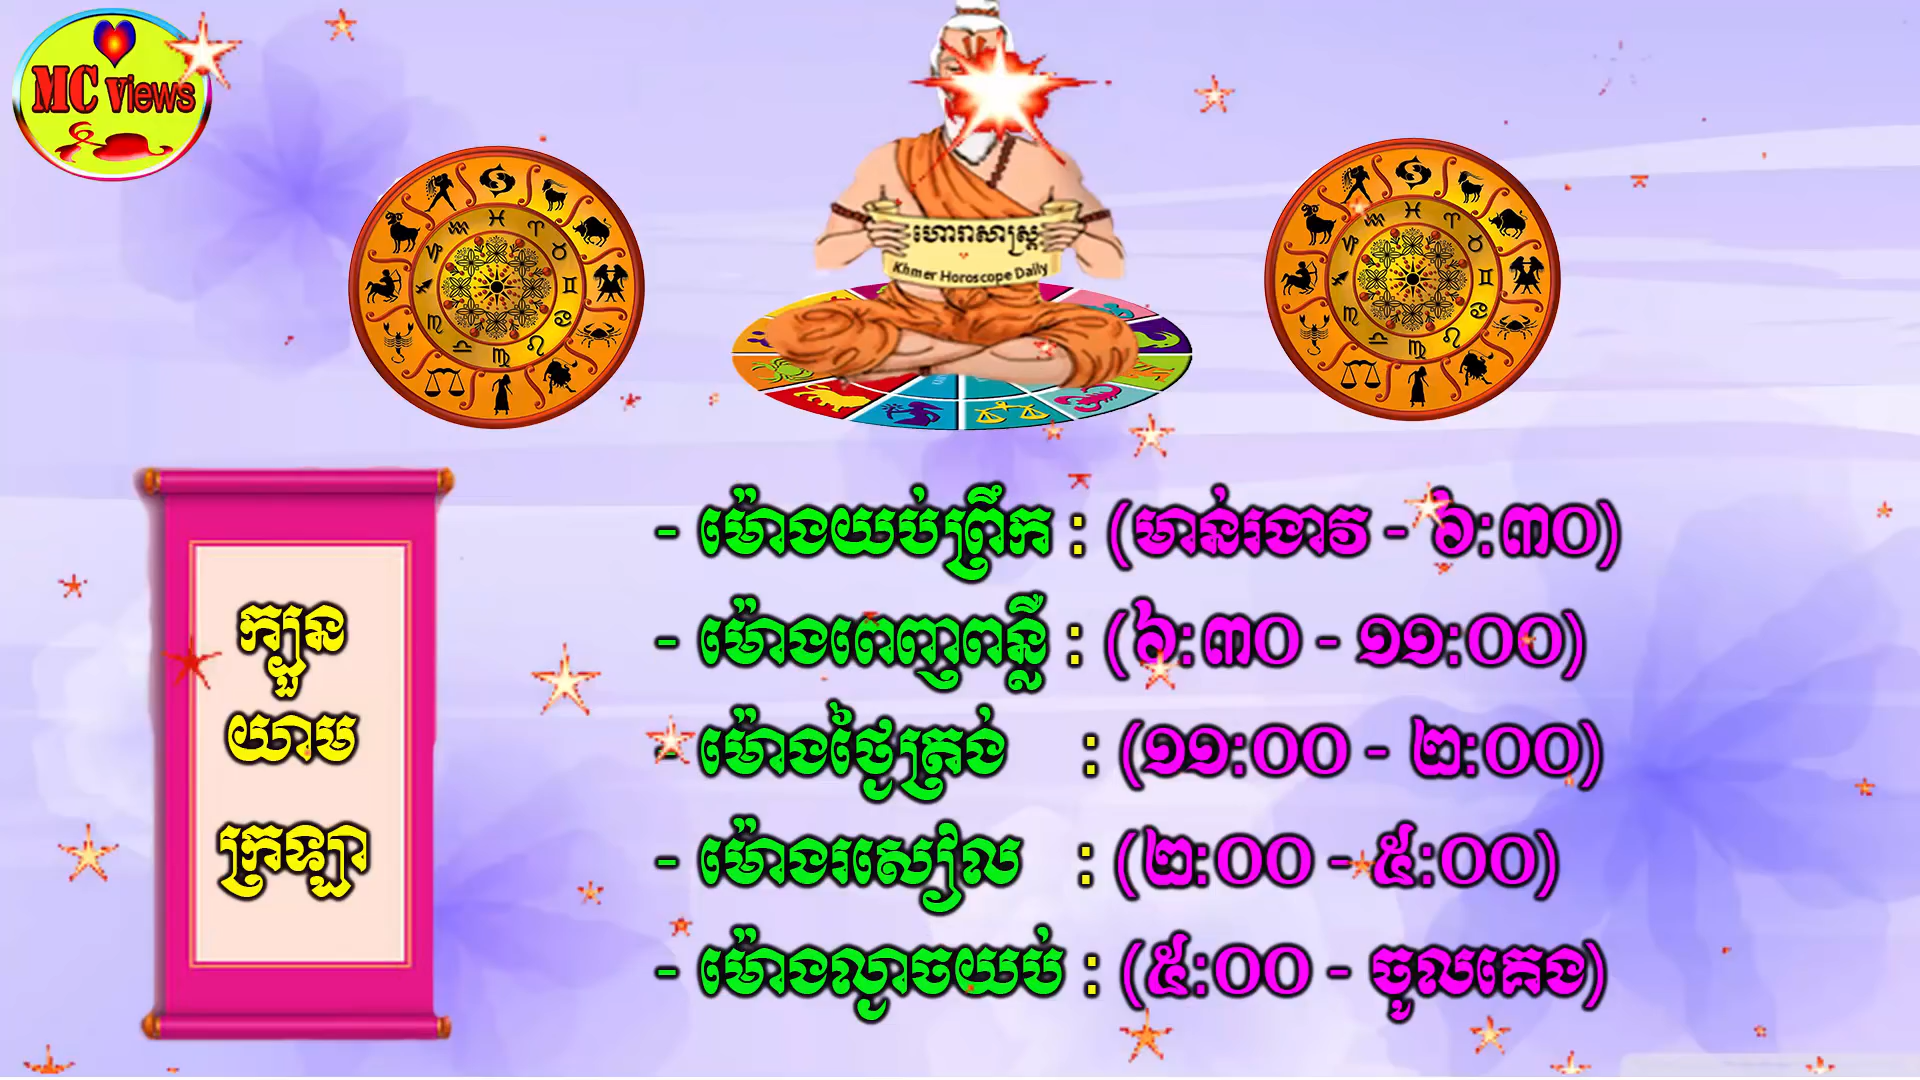 MC Views
ហោរាសាស្ត្រ
Khmer Horoscope Daily
ក្បួន
យាម
ក្រឡា
- ម៉ោងយប់ព្រឹក : (មាន់រងាវ - ៦:៣០)
- ម៉ោងពេញពន្លឺ : (៦:៣០ - ១១:០០)
- ម៉ោងថ្ងៃត្រង់ : (១១:០០ - ២:០០)
- ម៉ោងរសៀល : (២:០០ - ៥:០០)
- ម៉ោងល្ងាចយប់ : (៥:០០ - ចូលគេង)